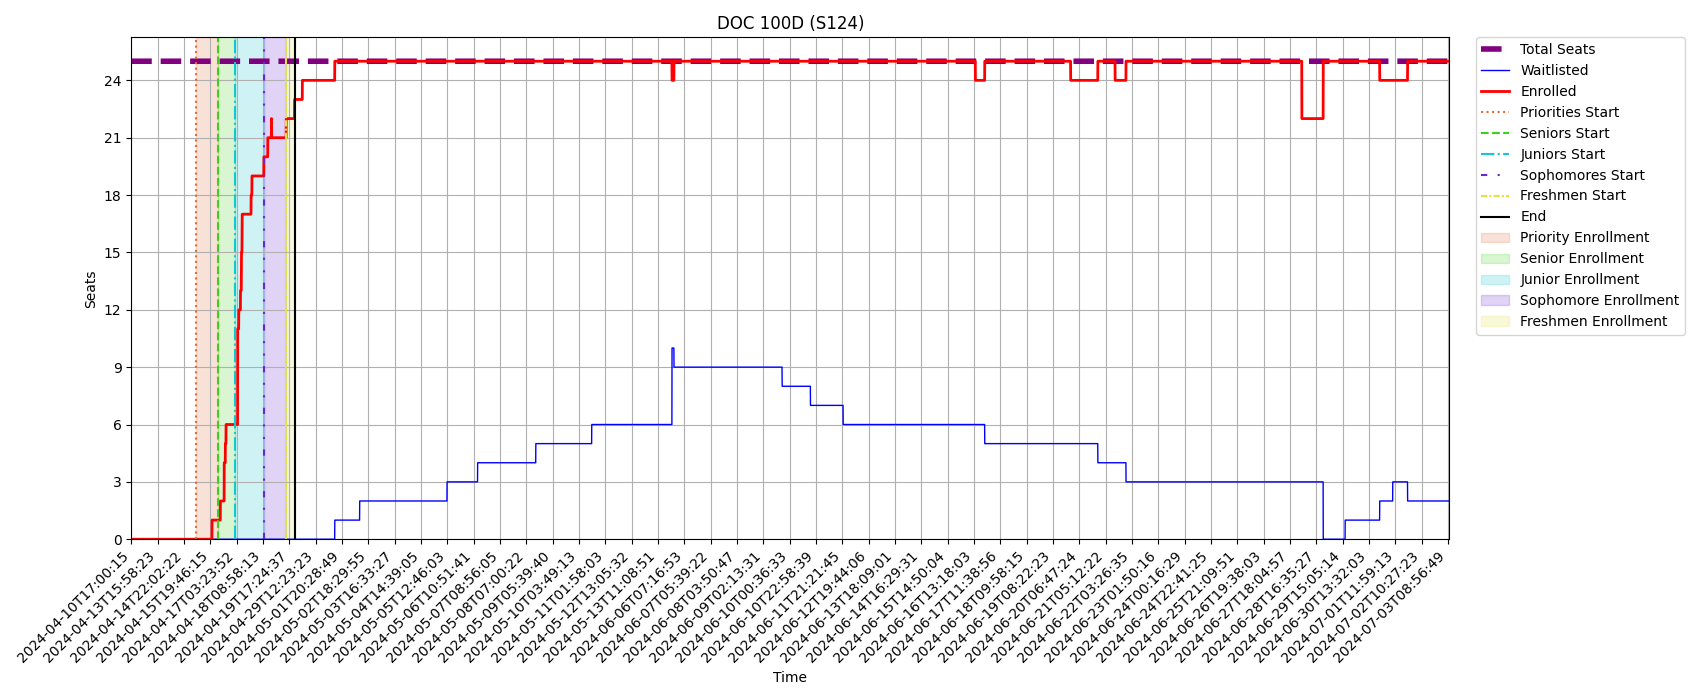 DOC 100D (S124)
Total Seats
Waitlisted
Enrolled
Priorities Start
Seniors Start
Juniors Start
Sophomores Start
Freshmen Start
End
Priority Enrollment
Senior Enrollment
Junior Enrollment
Sophomore Enrollment
Freshmen Enrollment
Seats
24
21
18
15
12
9
6
3
0
2024-04-10T17:00:15
2024-04-13T15:58:23
2024-04-14T22:02:22
2024-04-15T19:46:15
2024-04-17T03:23:52
2024-04-18T08:58:13
2024-04-19T17:24:37
2024-04-29T12:23:23
2024-05-01T20:28:49
2024-05-02T18:29:55
2024-05-03T16:33:27
2024-05-04T14:39:05
2024-05-05T12:46:03
2024-05-06T10:51:41
2024-05-07T08:56:05
2024-05-08T07:00:22
2024-05-09T05:39:40
2024-05-10T03:49:13
2024-05-11T01:58:03
2024-05-12T13:05:32
2024-05-13T11:08:51
2024-06-06T07:16:53
2024-06-07T05:39:22
2024-06-08T03:50:47
2024-06-09T02:13:31
2024-06-10T00:36:33
2024-06-10T22:58:39
2024-06-11T21:21:45
2024-06-12T19:44:06
2024-06-13T18:09:01
2024-06-14T16:29:31
2024-06-15T14:50:04
2024-06-16T13:18:03
2024-06-17T11:38:56
2024-06-18T09:58:15
2024-06-19T08:22:23
2024-06-20T06:47:24
2024-06-21T05:12:22
2024-06-22T03:26:35
2024-06-23T01:50:16
2024-06-24T00:16:29
2024-06-24T22:41:25
2024-06-25T21:09:51
2024-06-26T19:38:03
2024-06-27T18:04:57
2024-06-28T16:35:27
2024-06-29T15:05:14
2024-06-30T13:32:03
2024-07-01T11:59:13
2024-07-02T10:27:23
2024-07-03T08:56:49
Time